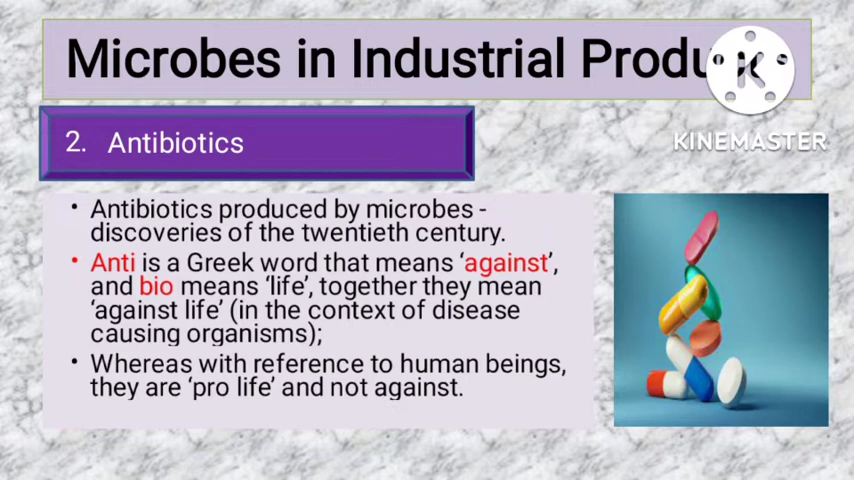 Microbes in Industrial
KINEMASTER
2. Antibiotics
• Antibiotics produced by microbes -
discoveries of the twentieth century.
• Anti is a Greek word that means ‘against’,
and bio means ‘life’, together they mean
‘against life’ (in the context of disease
causing organisms);
• Whereas with reference to human beings,
they are ‘pro life’ and not against.